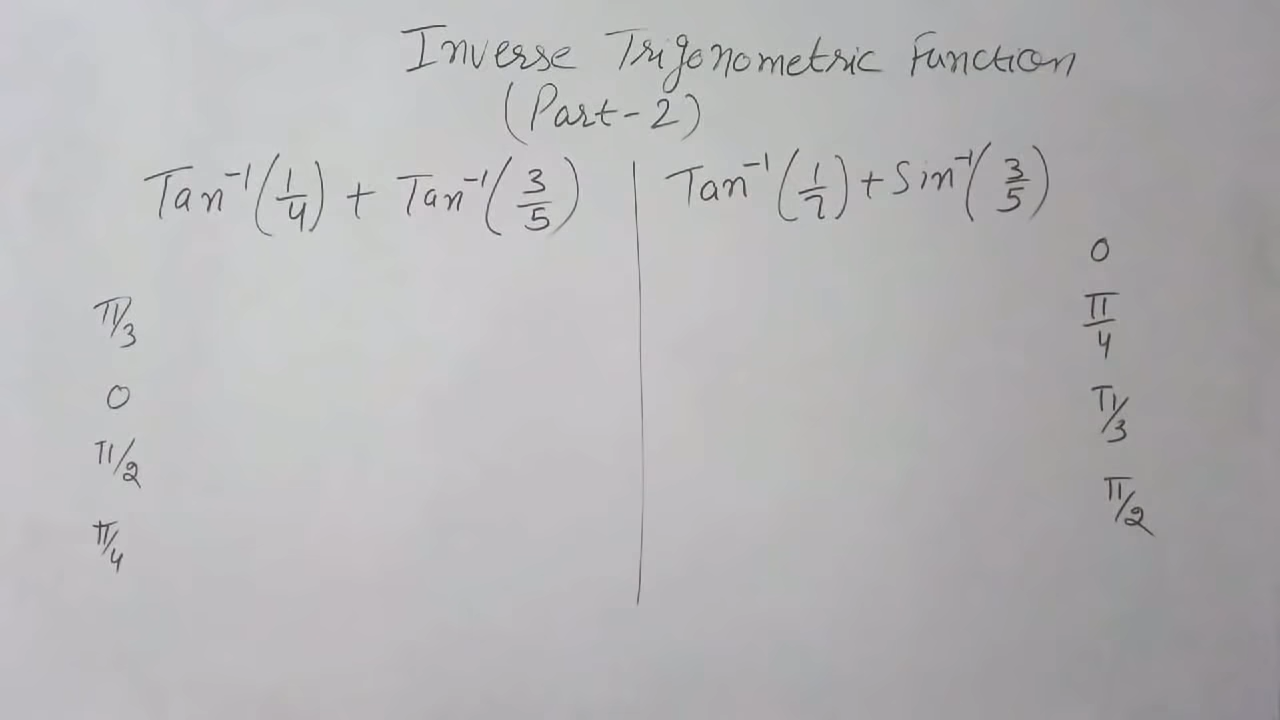 Inverse Trigonometric Function
(Part-2)
Tan⁻¹(1/4) + Tan⁻¹(3/5)
π/3
0
π/2
π/4
Tan⁻¹(1/7) + Sin⁻¹(3/5)
0
π/4
π/3
π/2